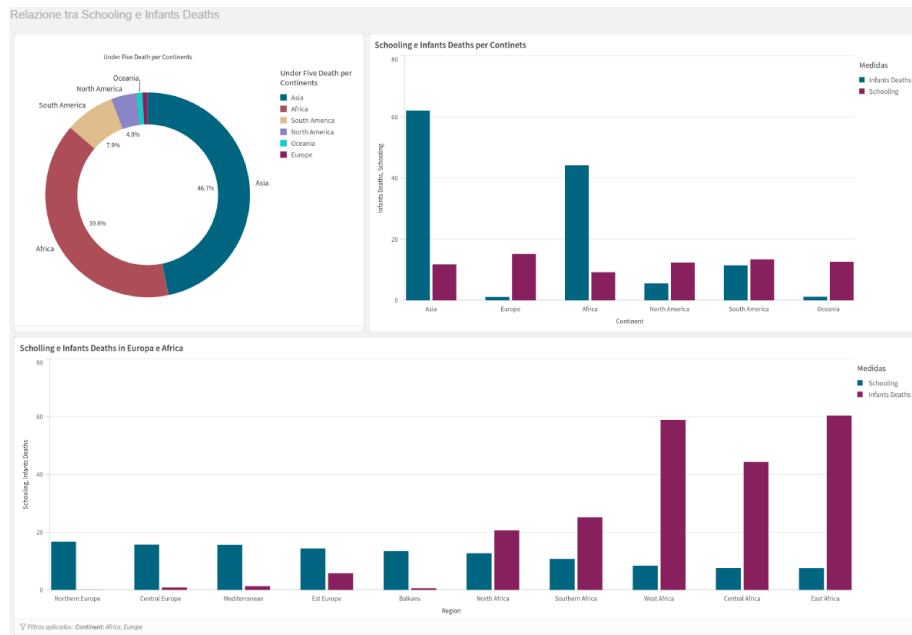 Relazione tra Schooling e Infants Deaths
Under Five Death per Continents
Oceania
North America
South America
4.0%
7.9%
46.7%
Asia
39.6%
Africa
Under Five Death per
Continents
Asia
Africa
South America
North America
Oceania
Europe
Schooling e Infants Deaths per Continets
80
60
40
20
0
Infants Deaths, Schooling
Asia
Europe
Africa
North America
South America
Oceania
Continent
Medidas
Infants Deaths
Schooling
Scholling e Infants Deaths in Europa e Africa
80
60
40
20
0
Schooling, Infants Deaths
Northern Europe
Central Europe
Mediterranean
Est Europe
Balkans
North Africa
Southern Africa
West Africa
Central Africa
East Africa
Region
Medidas
Schooling
Infants Deaths
Filtros aplicados: Continent: Africa, Europe